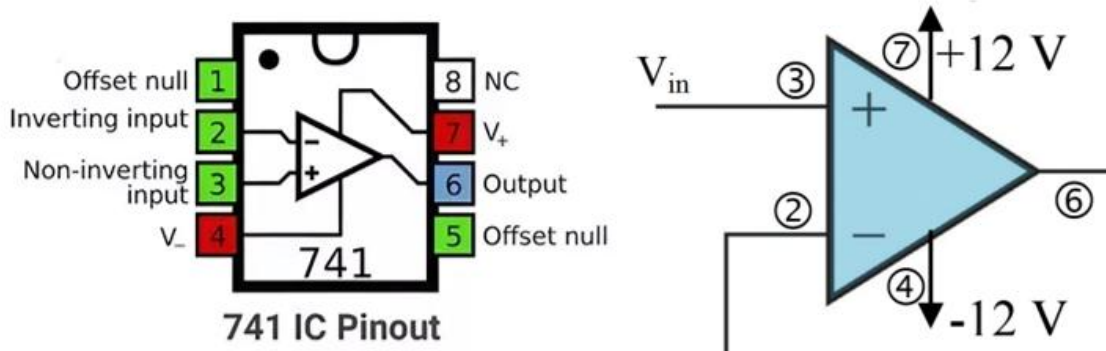 Offset null
1
8
NC
Inverting input
2
7
V+
Non-inverting
input
3
6
Output
V_
4
5
Offset null
741
741 IC Pinout
Vin
③
+
⑦
+12 V
②
−
④
-12 V
⑥